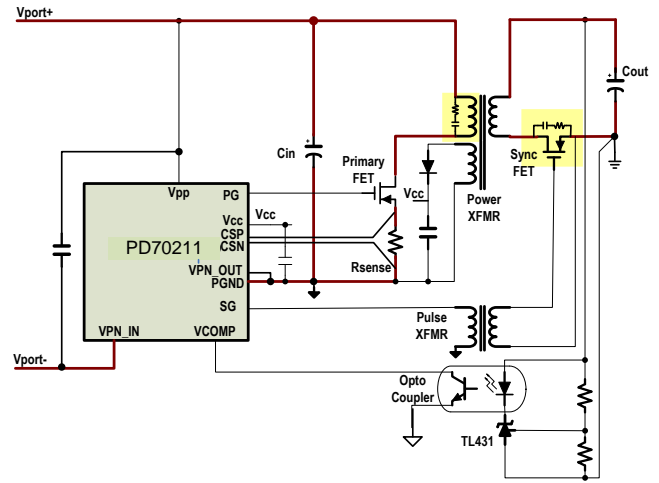 Vport+
Cout
Cin
Primary
FET
Sync
FET
Vpp
PG
Vcc
Power
XFMR
Vcc
Vcc
CSP
CSN
PD70211
Rsense
VPN_OUT
PGND
SG
Pulse
XFMR
VPN_IN
VCOMP
Vport-
Opto
Coupler
TL431